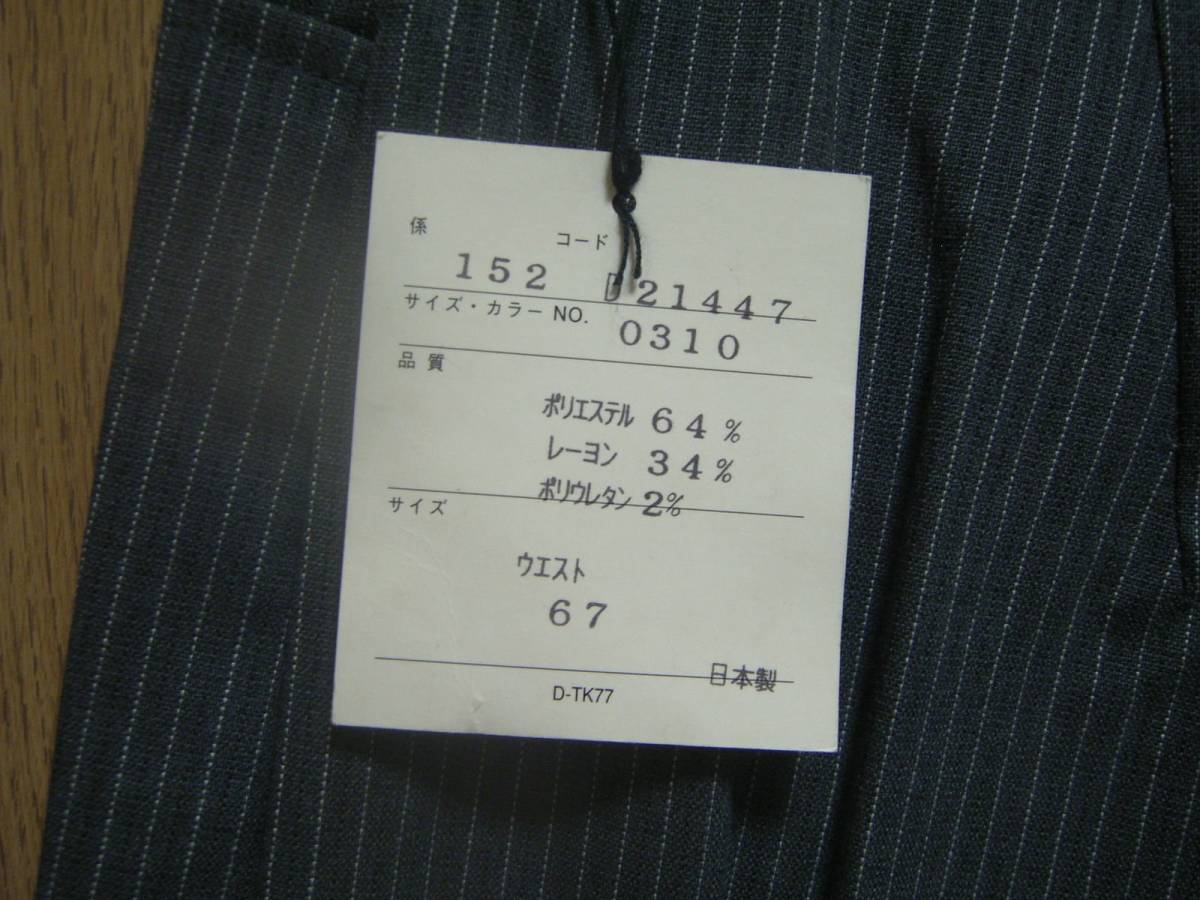 係 コード
152 21447
サイズ・カラー NO. 0310
品質
ポリエステル 64%
レーヨン 34%
ポリウレタン 2%
サイズ
ウエスト
67
日本製
D-TK77